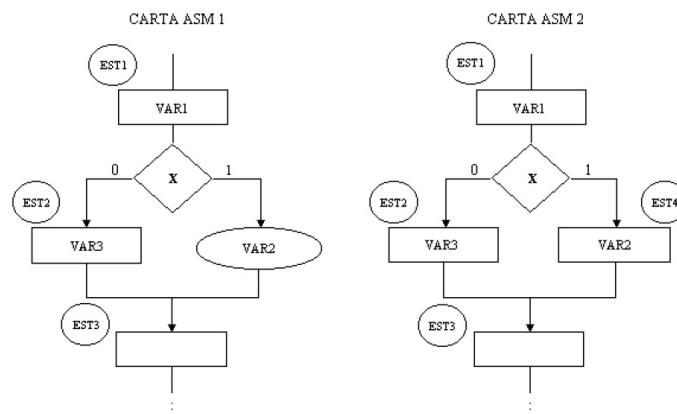 CARTA ASM 1
EST1
VAR1
X
0
1
EST2
VAR3
VAR2
EST3
:
CARTA ASM 2
EST1
VAR1
X
0
1
EST2
EST4
VAR3
VAR2
EST3
: